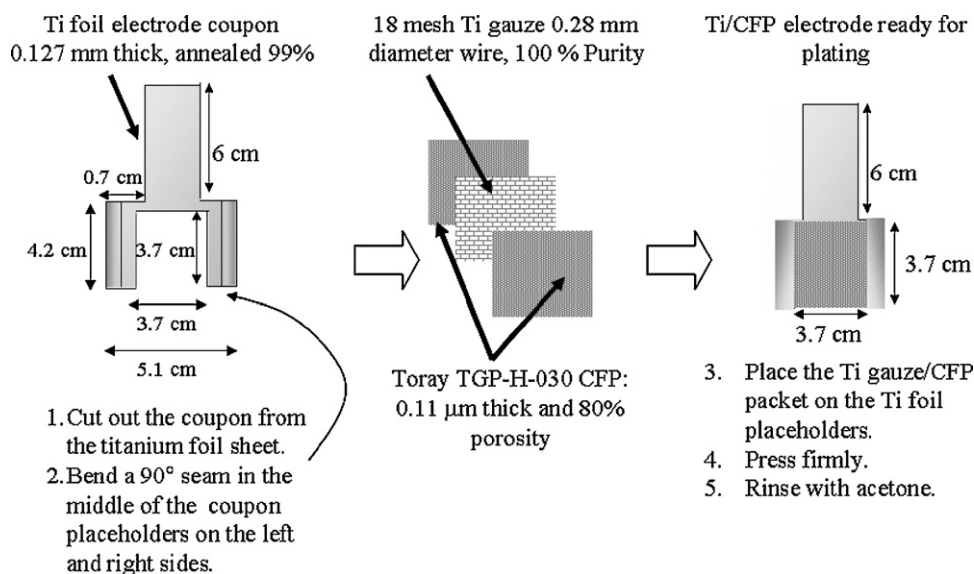 Ti foil electrode coupon
0.127 mm thick, annealed 99%
6 cm
0.7 cm
4.2 cm
3.7 cm
3.7 cm
5.1 cm
1. Cut out the coupon from
the titanium foil sheet.
2. Bend a 90° seam in the
middle of the coupon
placeholders on the left
and right sides.
18 mesh Ti gauze 0.28 mm
diameter wire, 100 % Purity
Toray TGP-H-030 CFP:
0.11 µm thick and 80%
porosity
Ti/CFP electrode ready for
plating
6 cm
3.7 cm
3.7 cm
3. Place the Ti gauze/CFP
packet on the Ti foil
placeholders.
4. Press firmly.
5. Rinse with acetone.